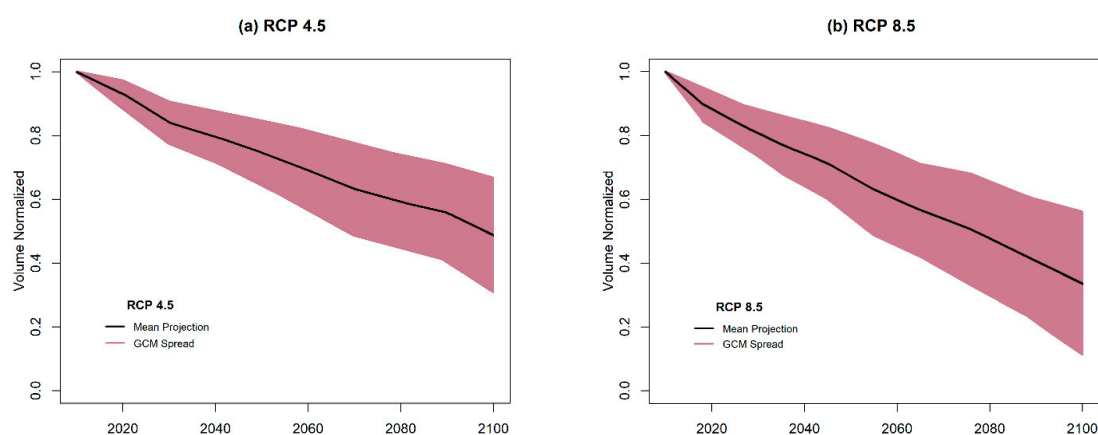 (a) RCP 4.5
Volume Normalized
1.0
0.8
0.6
0.4
0.2
0.0
RCP 4.5
Mean Projection
GCM Spread
2020 2040 2060 2080 2100
(b) RCP 8.5
Volume Normalized
1.0
0.8
0.6
0.4
0.2
0.0
RCP 8.5
Mean Projection
GCM Spread
2020 2040 2060 2080 2100